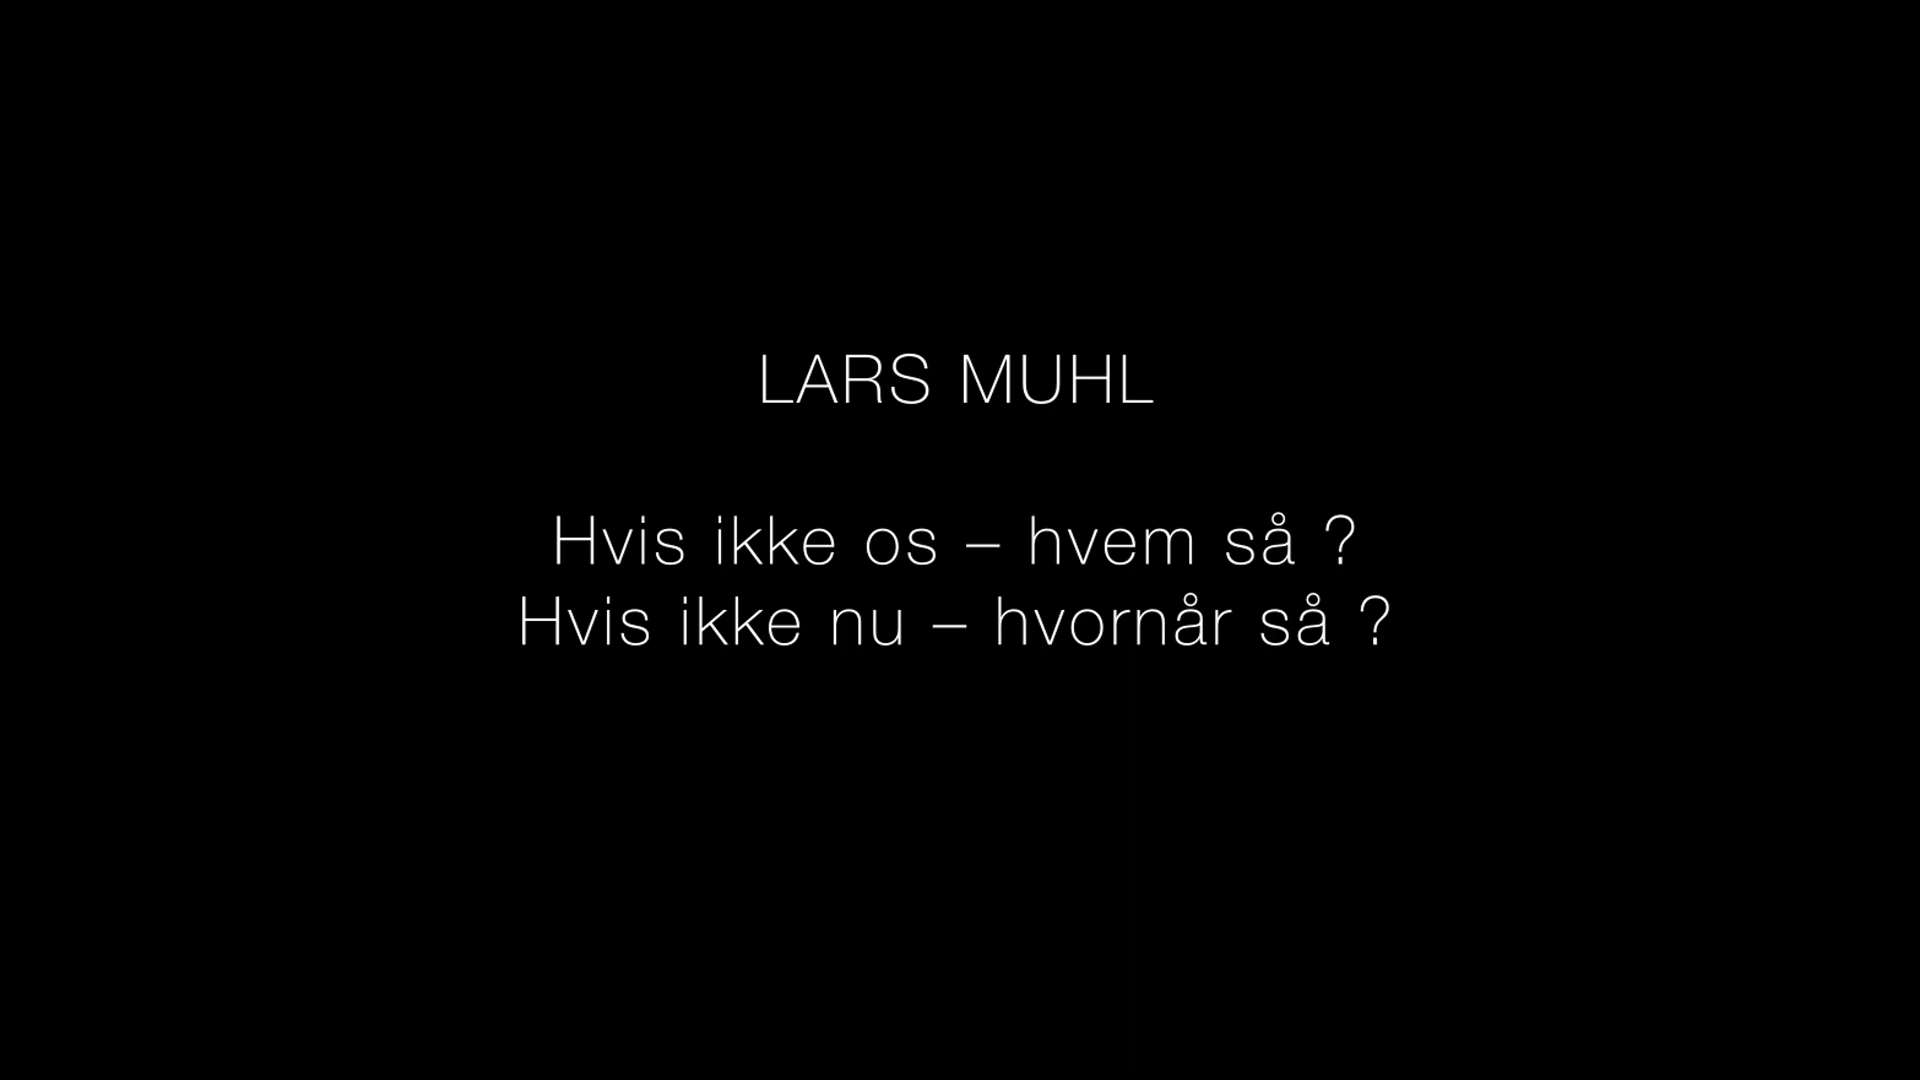 LARS MUHL
Hvis ikke os – hvem så ?
Hvis ikke nu – hvornår så ?